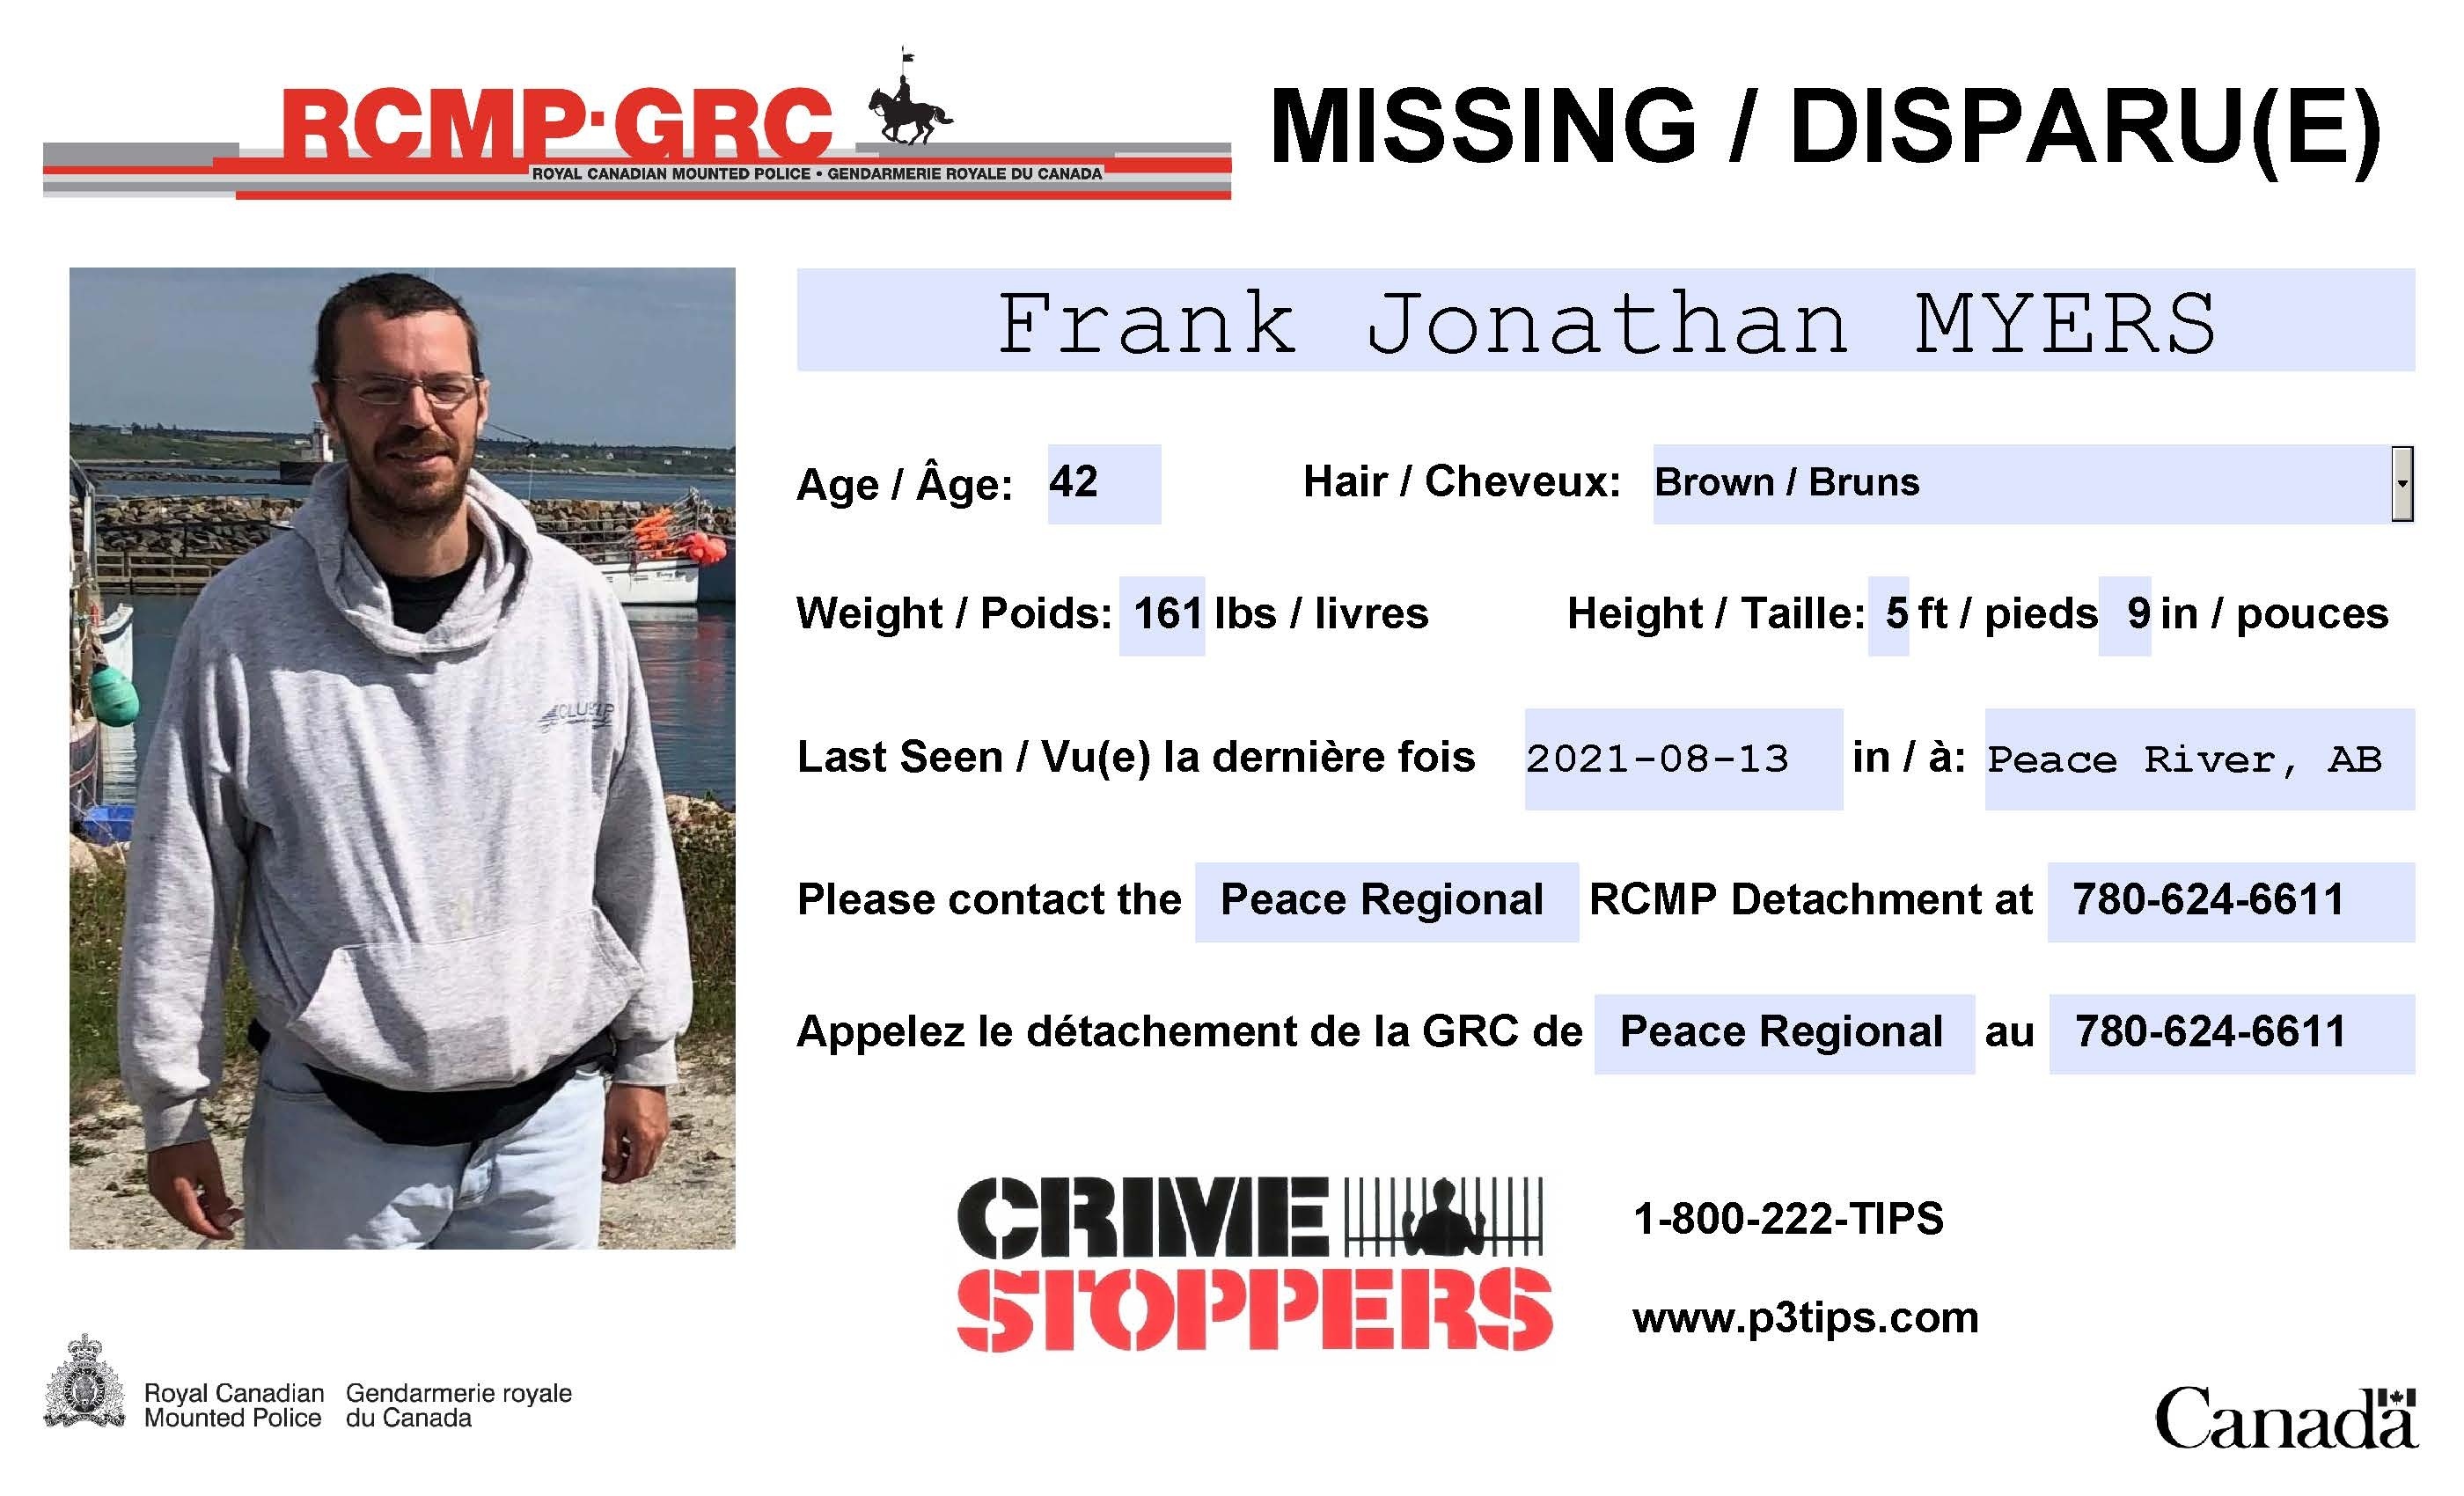 RCMP·GRC
ROYAL CANADIAN MOUNTED POLICE • GENDARMERIE ROYALE DU CANADA
MISSING / DISPARU(E)
Frank Jonathan MYERS
Age / Âge: 42 Hair / Cheveux: Brown / Bruns
Weight / Poids: 161 lbs / livres Height / Taille: 5 ft / pieds 9 in / pouces
Last Seen / Vu(e) la dernière fois 2021-08-13 in / à: Peace River, AB
Please contact the Peace Regional RCMP Detachment at 780-624-6611
Appelez le détachement de la GRC de Peace Regional au 780-624-6611
CRIME
STOPPERS
1-800-222-TIPS
www.p3tips.com
Royal Canadian Gendarmerie royale
Mounted Police du Canada
Canada